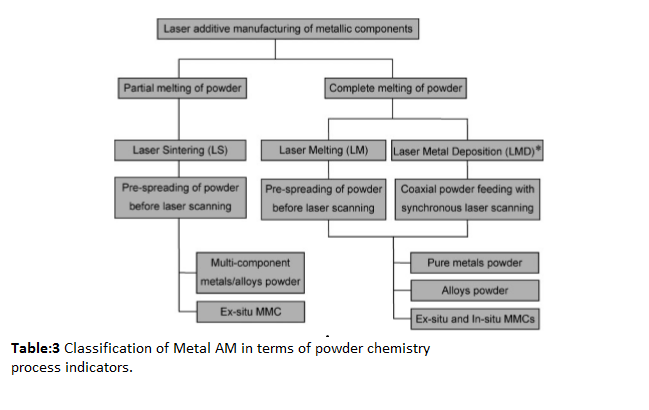 Laser additive manufacturing of metallic components
Partial melting of powder
Complete melting of powder
Laser Sintering (LS)
Laser Melting (LM)
Laser Metal Deposition (LMD)*
Pre-spreading of powder
before laser scanning
Pre-spreading of powder
before laser scanning
Coaxial powder feeding with
synchronous laser scanning
Multi-component
metals/alloys powder
Ex-situ MMC
Pure metals powder
Alloys powder
Ex-situ and In-situ MMCs
Table:3 Classification of Metal AM in terms of powder chemistry
process indicators.